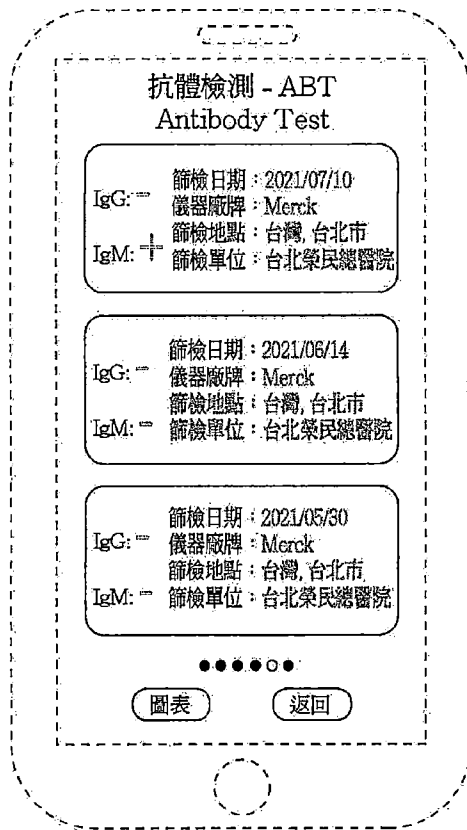 抗體檢測 - ABT
Antibody Test
篩檢日期：2021/07/10
IgG: －
儀器廠牌：Merck
篩檢地點：台灣, 台北市
IgM: ＋
篩檢單位：台北榮民總醫院
篩檢日期：2021/06/14
IgG: －
儀器廠牌：Merck
篩檢地點：台灣, 台北市
IgM: －
篩檢單位：台北榮民總醫院
篩檢日期：2021/05/30
IgG: －
儀器廠牌：Merck
篩檢地點：台灣, 台北市
IgM: －
篩檢單位：台北榮民總醫院
圖表
返回